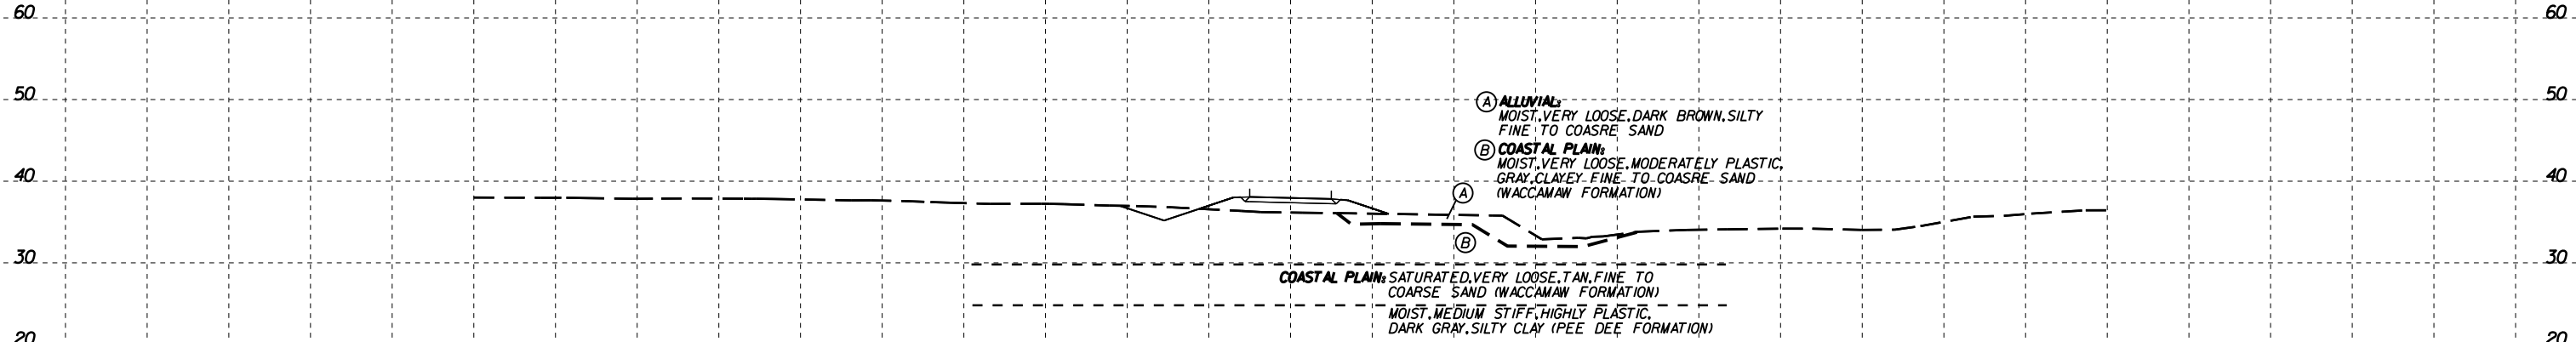 60 60
50 50
A ALLUVIAL:
MOIST, VERY LOOSE, DARK BROWN, SILTY
FINE TO COASRE SAND
B COASTAL PLAIN:
MOIST, VERY LOOSE, MODERATELY PLASTIC,
GRAY, CLAYEY FINE TO COASRE SAND
(WACCAMAW FORMATION)
40 40
A
B
30 30
COASTAL PLAIN: SATURATED, VERY LOOSE, TAN, FINE TO
COARSE SAND (WACCAMAW FORMATION)
MOIST, MEDIUM STIFF, HIGHLY PLASTIC,
DARK GRAY, SILTY CLAY (PEE DEE FORMATION)
20 20